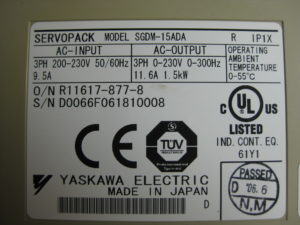 SERVOPACK MODEL SGDM-15ADA R IP1X
AC-INPUT AC-OUTPUT OPERATING AMBIENT TEMPERATURE
3PH 200-230V 50/60Hz 3PH 0-230V 0-300Hz 0-55°C
9.5A 11.6A 1.5kW
O/N R11617-877-8
S/N D0066F061810008
CE
TÜV
C UL US
LISTED
IND. CONT. EQ.
61Y1
YASKAWA ELECTRIC
MADE IN JAPAN
D
PASSED
N.M